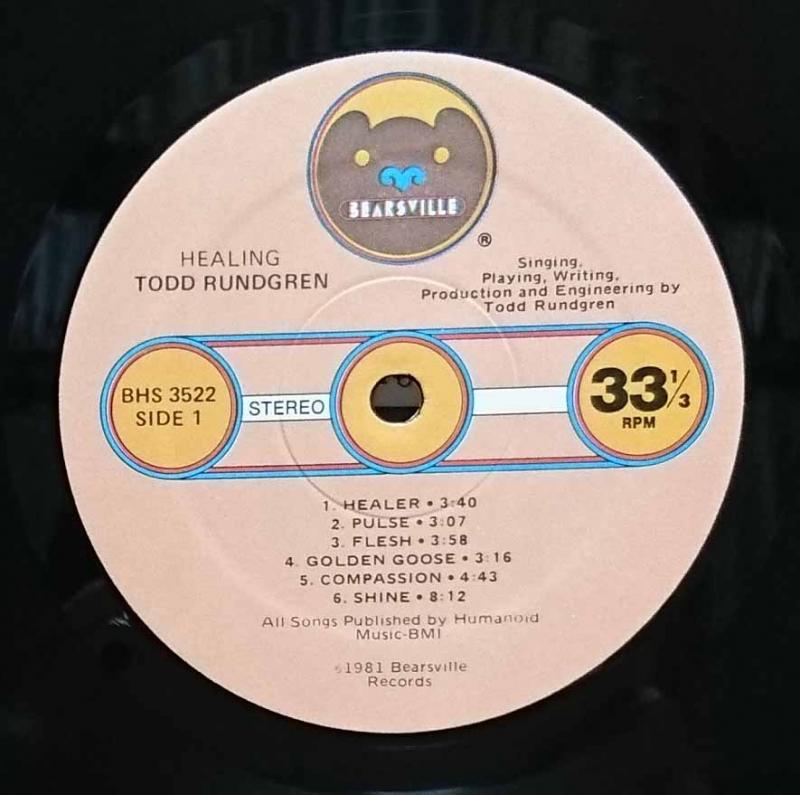 BEARSVILLE
®
HEALING
TODD RUNDGREN
Singing,
Playing, Writing,
Production and Engineering by
Todd Rundgren
BHS 3522
SIDE 1
STEREO
33 1/3
RPM
1. HEALER • 3:40
2. PULSE • 3:07
3. FLESH • 3:58
4. GOLDEN GOOSE • 3:16
5. COMPASSION • 4:43
6. SHINE • 8:12
All Songs Published by Humanoid
Music-BMI
1981 Bearsville
Records